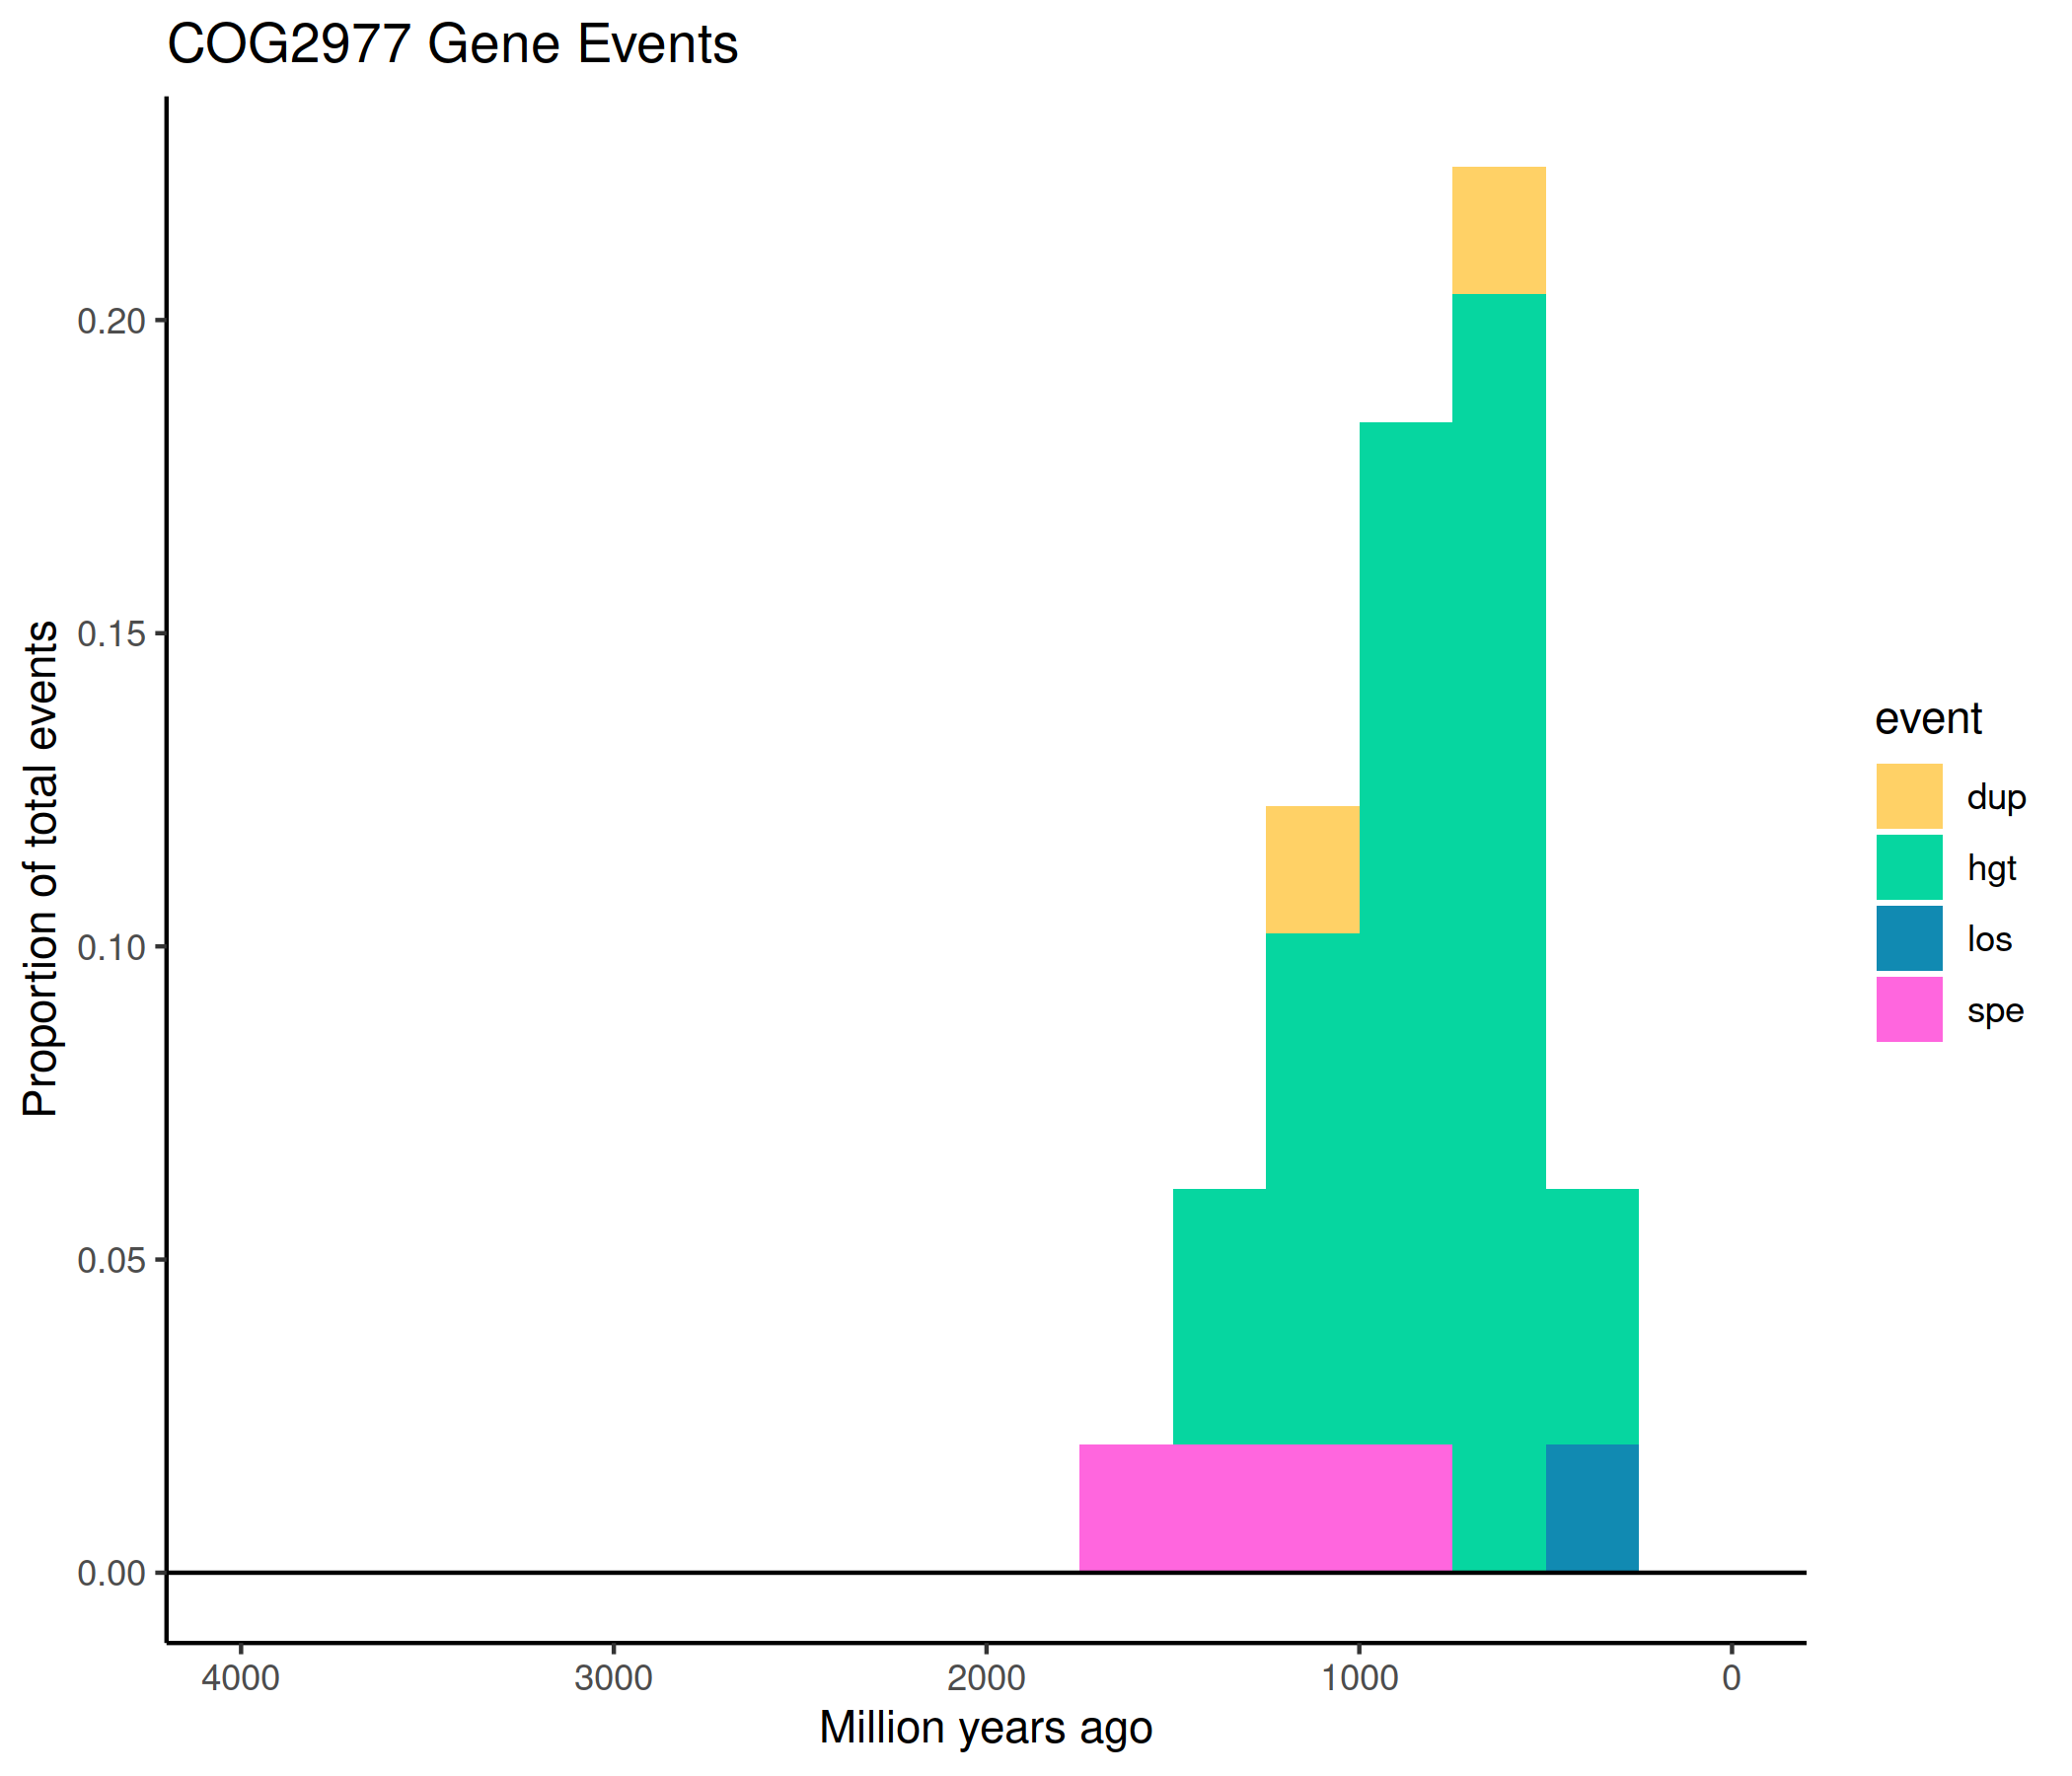 COG2977 Gene Events
Proportion of total events
0.20
0.15
0.10
0.05
0.00
4000 3000 2000 1000 0
Million years ago
event
dup
hgt
los
spe